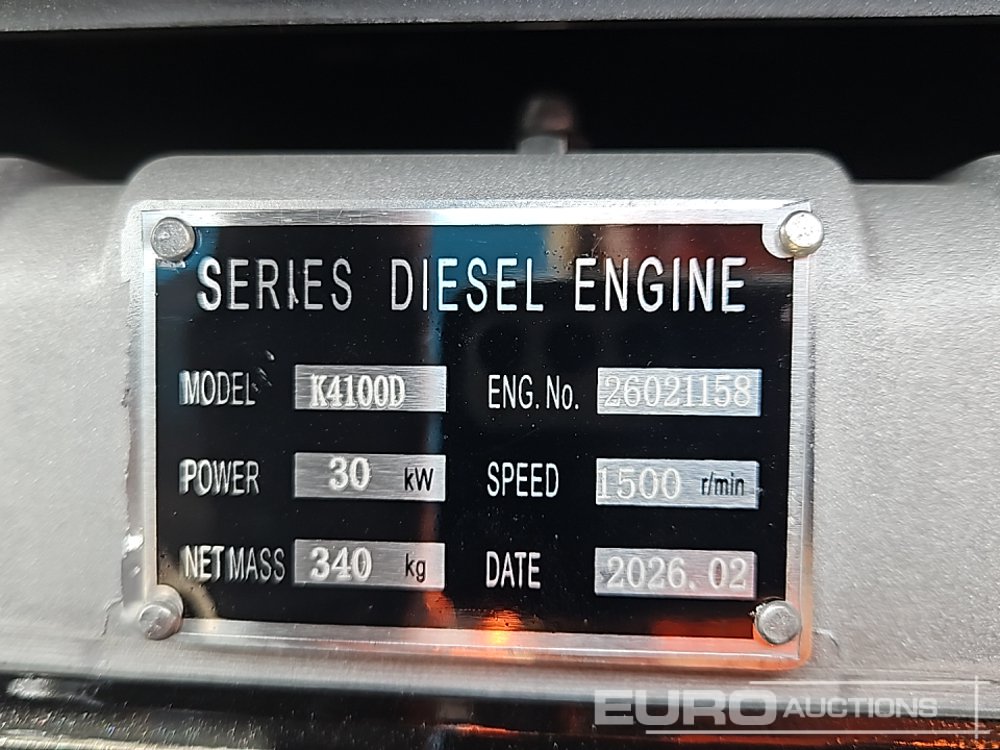 SERIES DIESEL ENGINE
MODEL K4100D ENG. No. 26021158
POWER 30 kW SPEED 1500 r/min
NET MASS 340 kg DATE 2026.02
EURO AUCTIONS